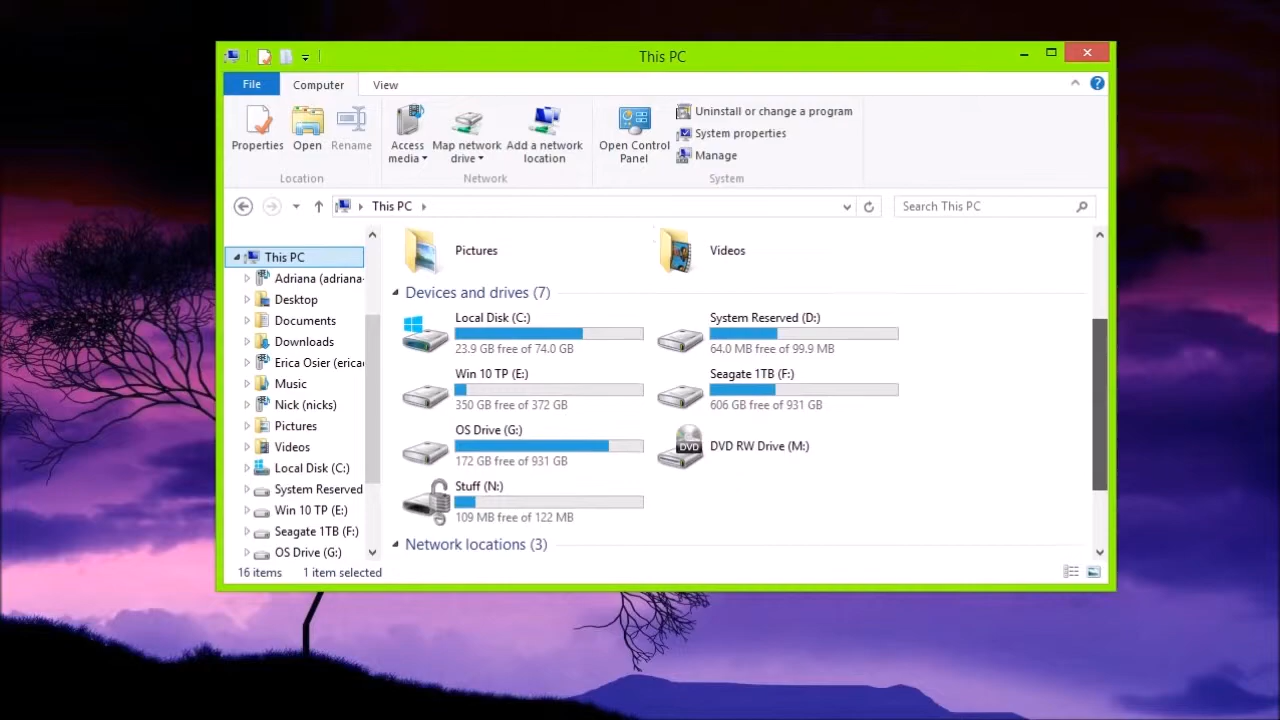 This PC
File Computer View
Properties Open Rename
Access media Map network drive Add a network location
Open Control Panel
Uninstall or change a program
System properties
Manage
Location Network System
This PC Search This PC
This PC
Adriana (adriana-
Desktop
Documents
Downloads
Erica Osier (erica
Music
Nick (nicks)
Pictures
Videos
Local Disk (C:)
System Reserved
Win 10 TP (E:)
Seagate 1TB (F:)
OS Drive (G:)
Pictures Videos
Devices and drives (7)
Local Disk (C:)
23.9 GB free of 74.0 GB
System Reserved (D:)
64.0 MB free of 99.9 MB
Win 10 TP (E:)
350 GB free of 372 GB
Seagate 1TB (F:)
606 GB free of 931 GB
OS Drive (G:)
172 GB free of 931 GB
DVD
DVD RW Drive (M:)
Stuff (N:)
109 MB free of 122 MB
Network locations (3)
16 items 1 item selected